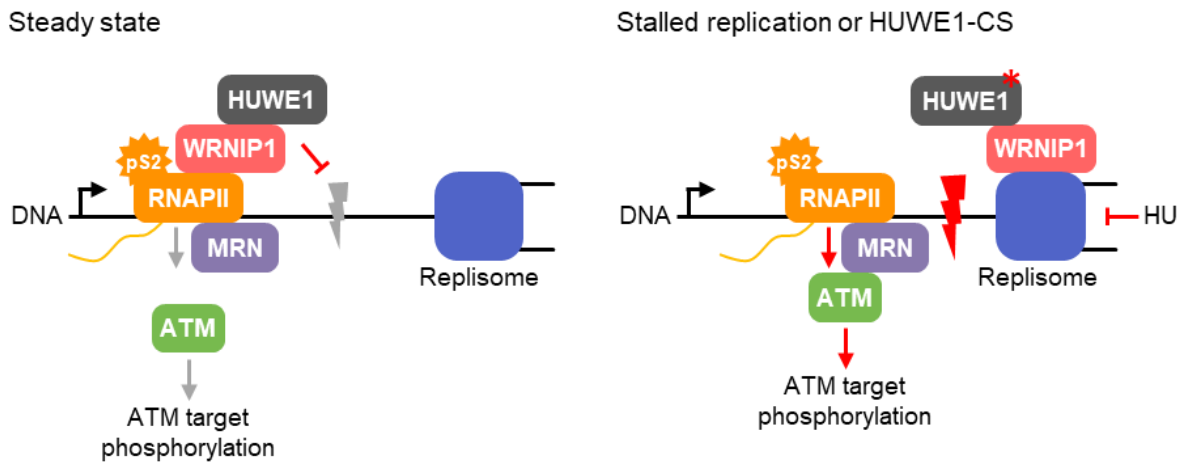 Steady state
HUWE1
WRNIP1
pS2
RNAPII
DNA
MRN
Replisome
ATM
ATM target
phosphorylation
Stalled replication or HUWE1-CS
HUWE1*
WRNIP1
pS2
RNAPII
DNA
HU
MRN
Replisome
ATM
ATM target
phosphorylation